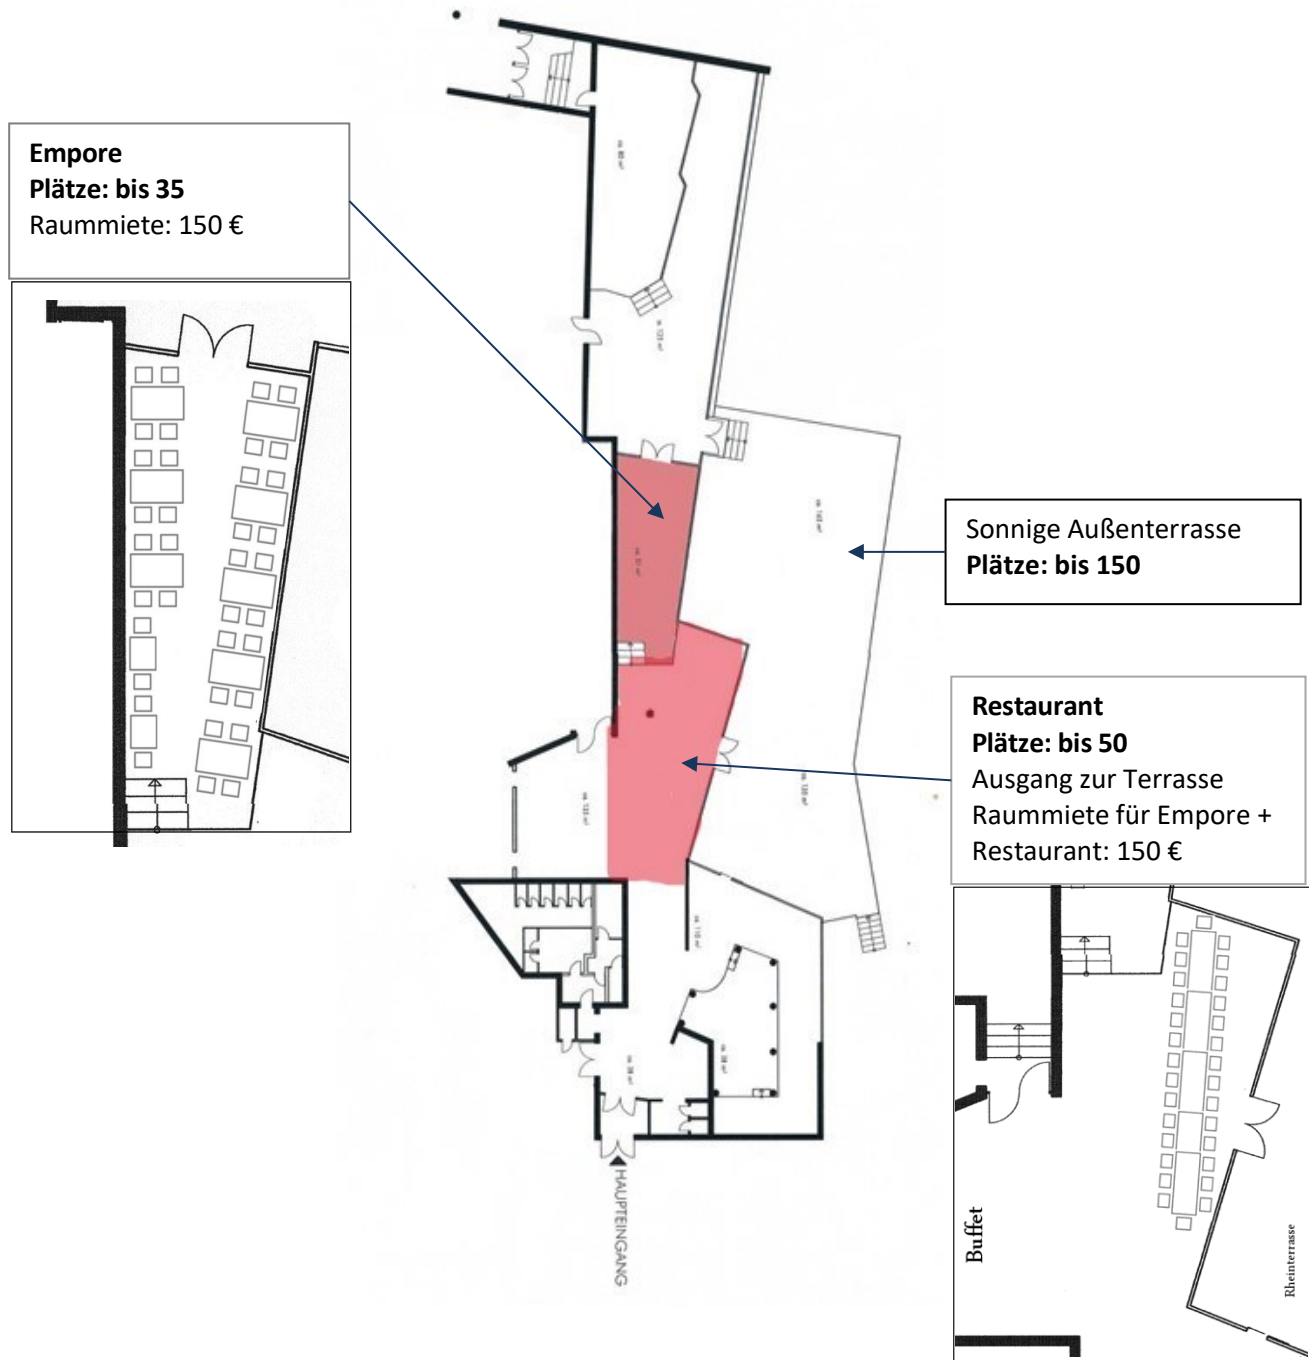 Empore
Plätze: bis 35
Raummiete: 150 €
Sonnige Außenterrasse
Plätze: bis 150
Restaurant
Plätze: bis 50
Ausgang zur Terrasse
Raummiete für Empore +
Restaurant: 150 €
HAUPTEINGANG
Buffet
Rheinterrasse